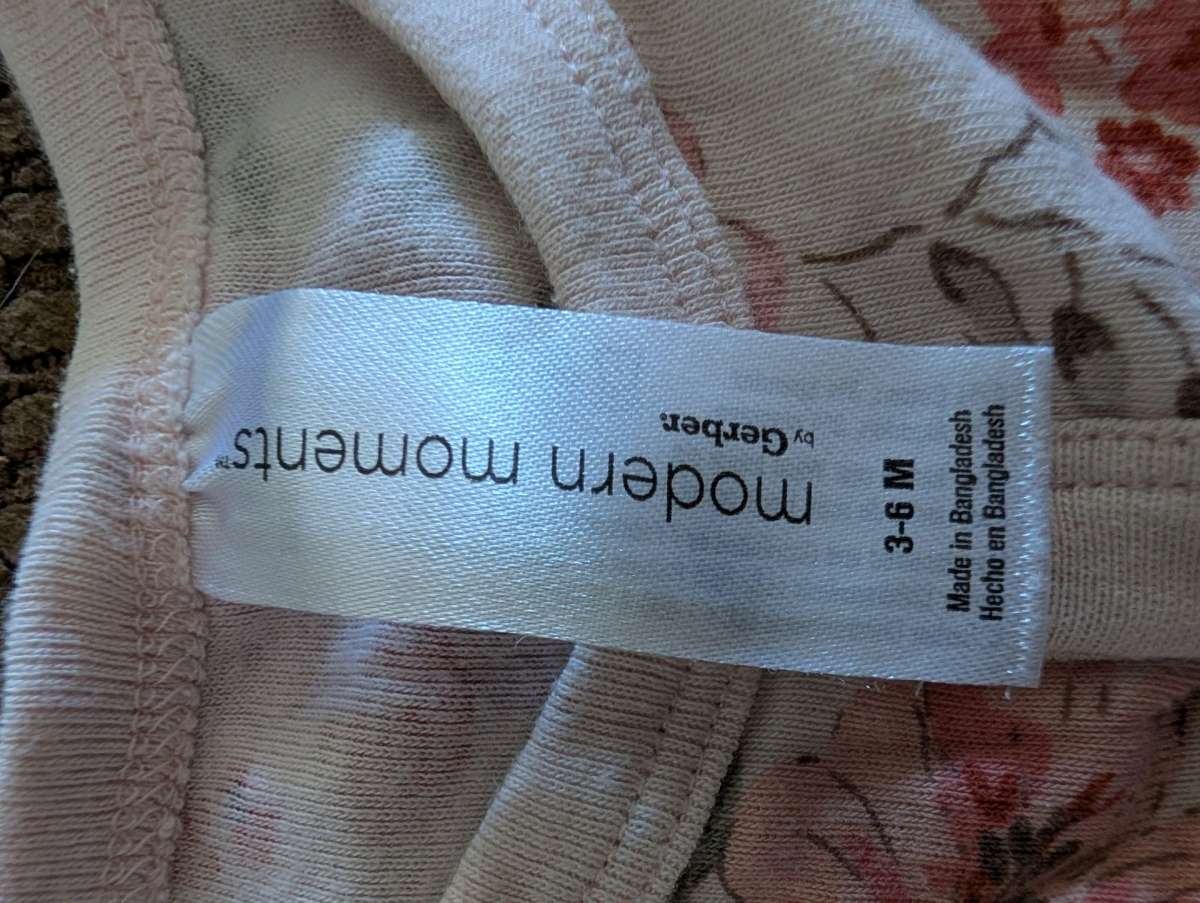 modern moments™
by Gerber.
3-6 M
Made in Bangladesh
Hecho en Bangladesh